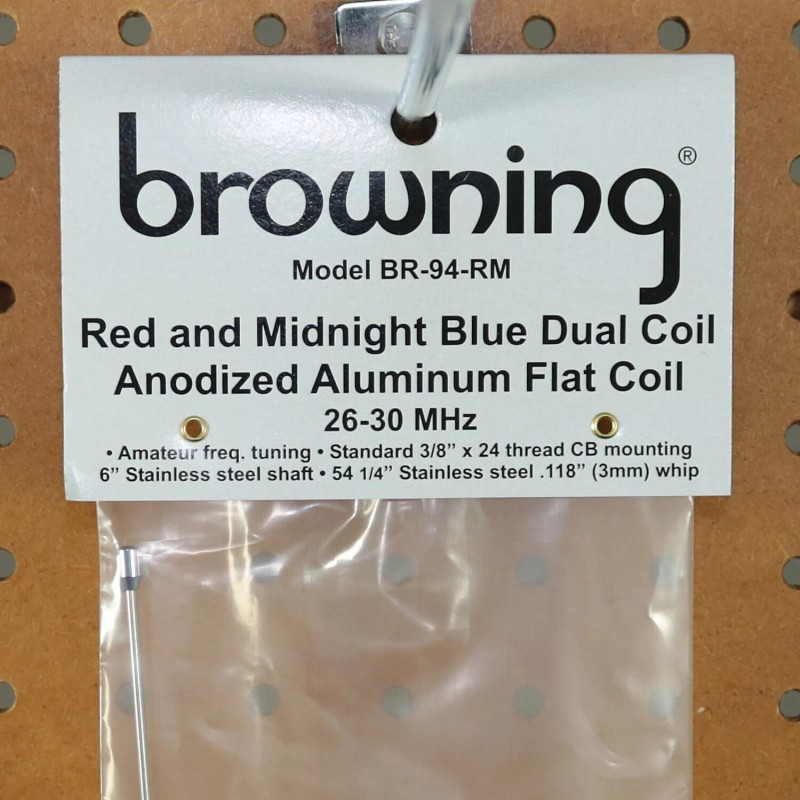 browning®
Model BR-94-RM
Red and Midnight Blue Dual Coil
Anodized Aluminum Flat Coil
26-30 MHz
• Amateur freq. tuning • Standard 3/8” x 24 thread CB mounting
6” Stainless steel shaft • 54 1/4” Stainless steel .118” (3mm) whip